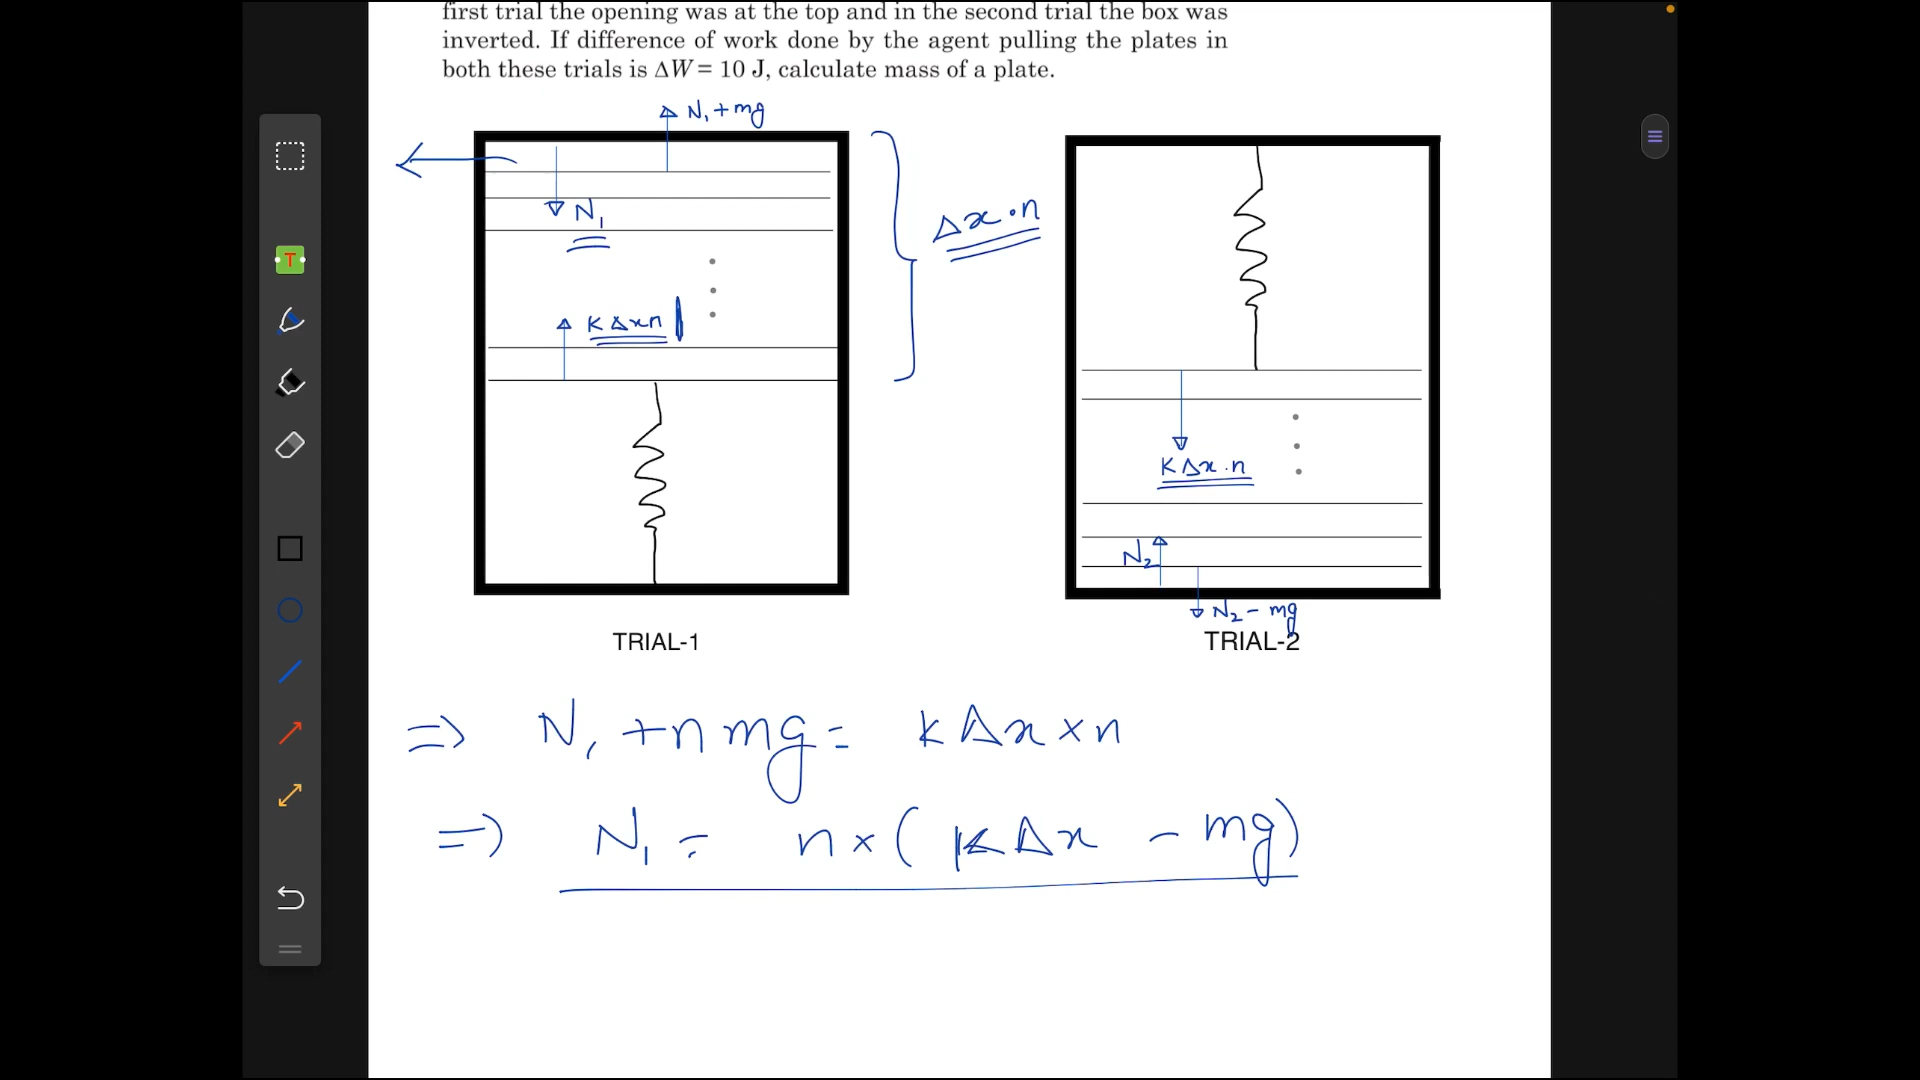 first trial the opening was at the top and in the second trial the box was
inverted. If difference of work done by the agent pulling the plates in
both these trials is ΔW = 10 J, calculate mass of a plate.
N₁ + mg
N₁
Δx·n
KΔxn
KΔx·n
N₂
N₂ - mg
TRIAL-1
TRIAL-2
⇒ N₁ + n mg = kΔx × n
⇒ N₁ = n × ( KΔx - mg)